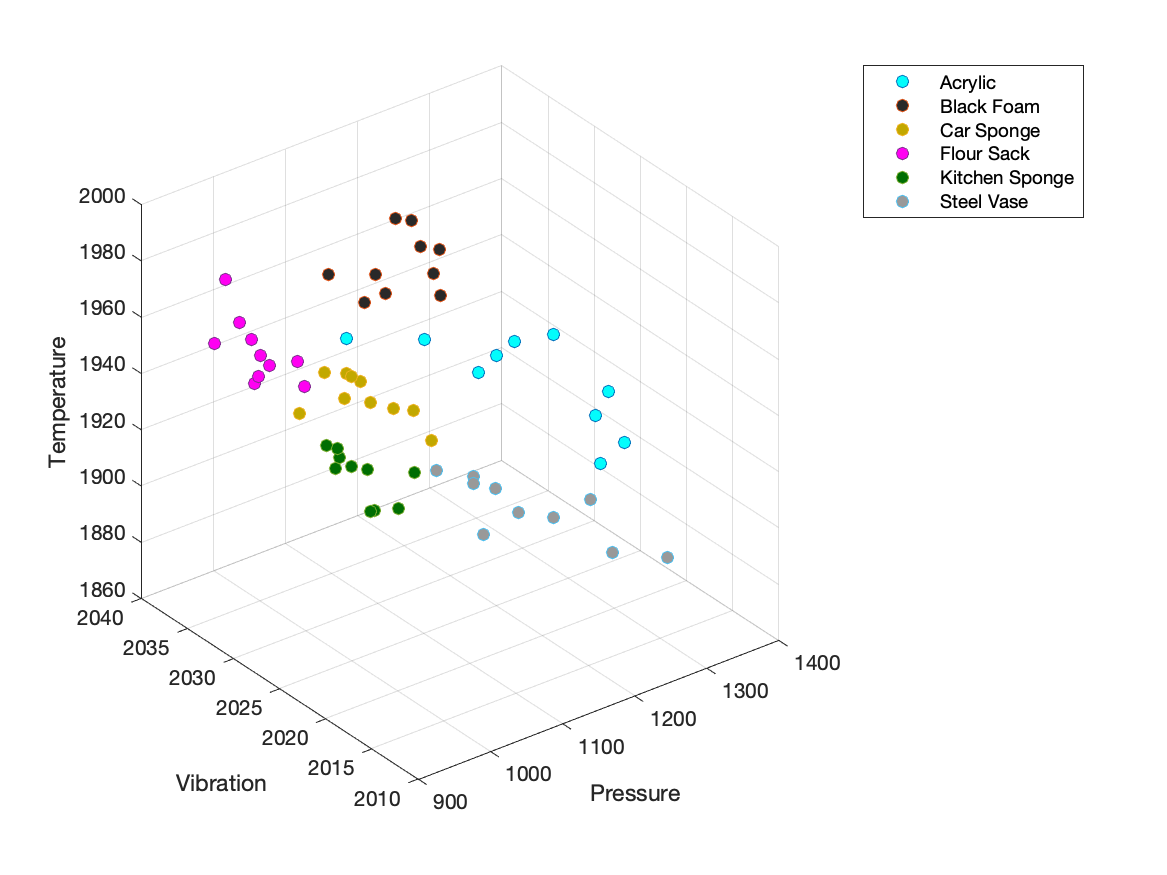 Acrylic
Black Foam
Car Sponge
Flour Sack
Kitchen Sponge
Steel Vase
2000
1980
1960
1940
1920
1900
1880
1860
Temperature
2040
2035
2030
2025
2020
2015
2010
Vibration
900
1000
1100
1200
1300
1400
Pressure